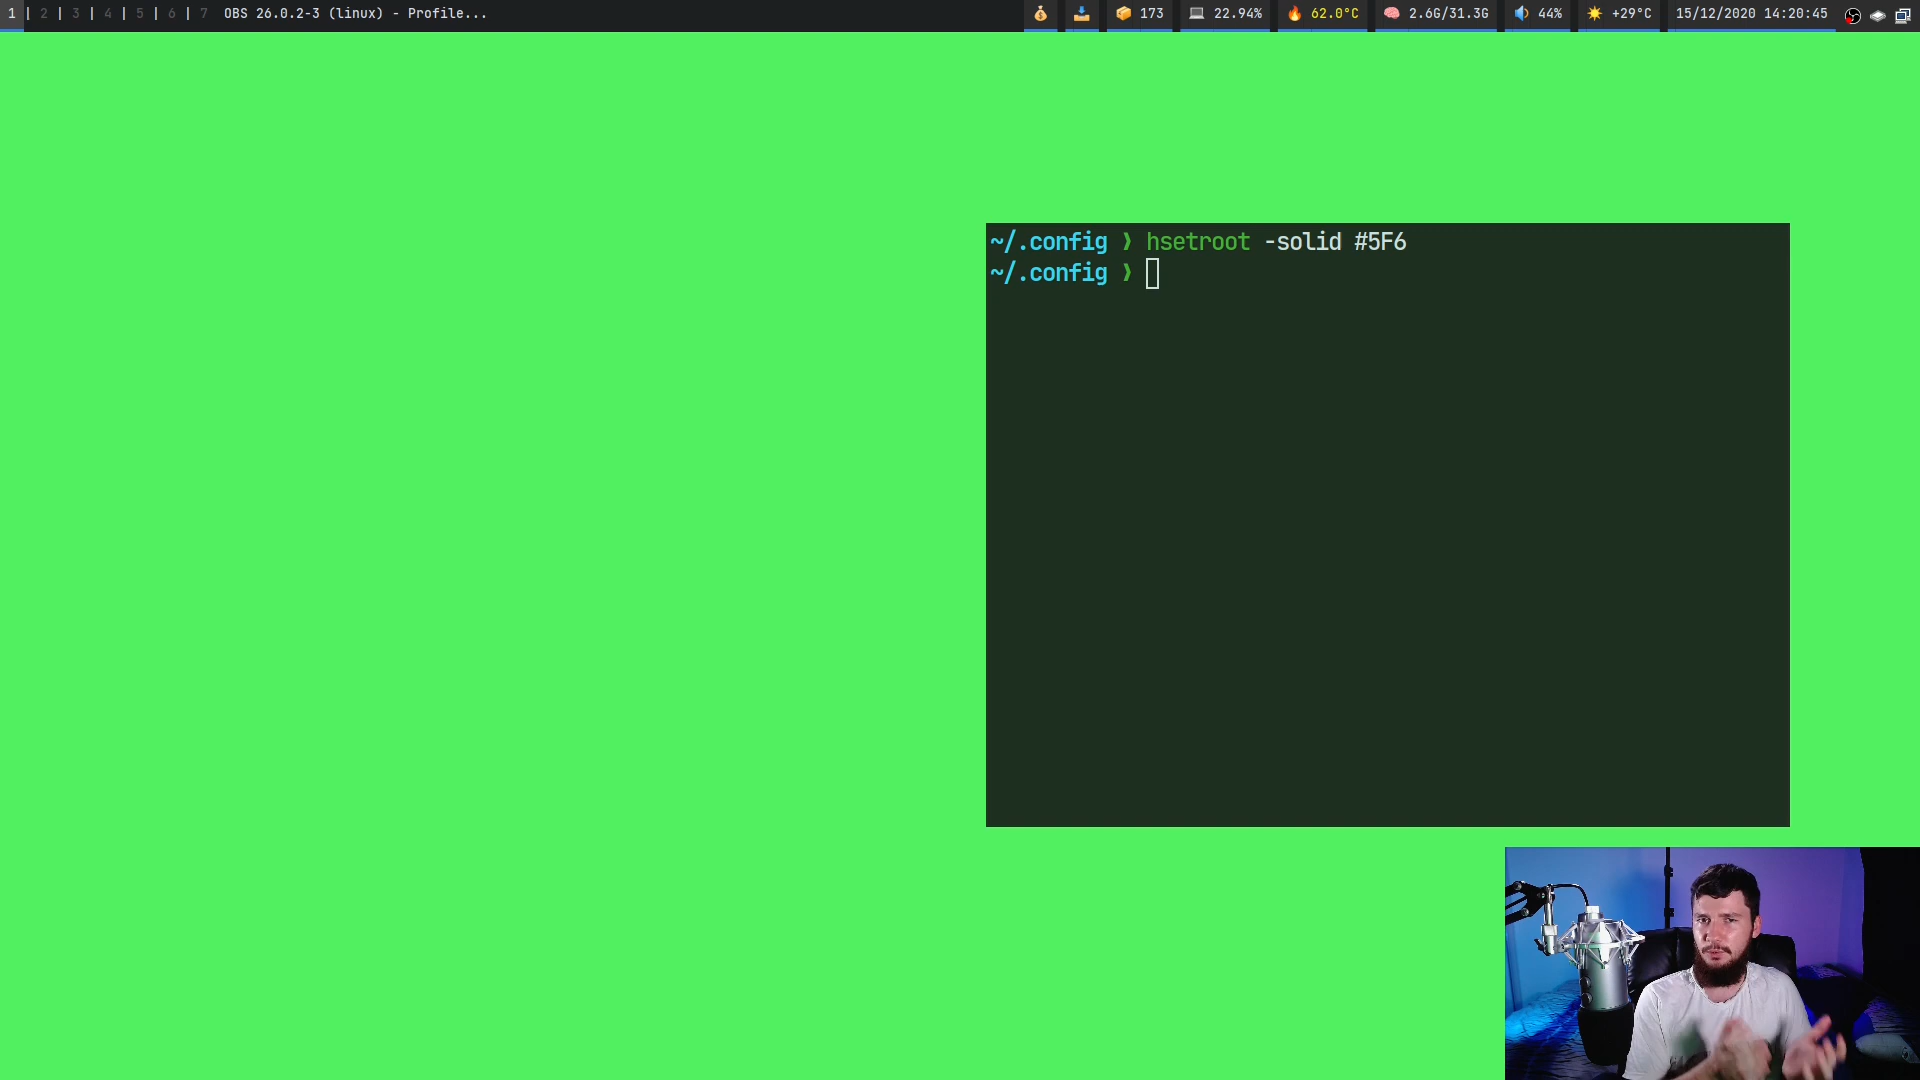 1 | 2 | 3 | 4 | 5 | 6 | 7 OBS 26.0.2-3 (linux) - Profile... 173 22.94% 62.0°C 2.6G/31.3G 44% +29°C 15/12/2020 14:20:45
~/.config ❯ hsetroot -solid #5F6
~/.config ❯